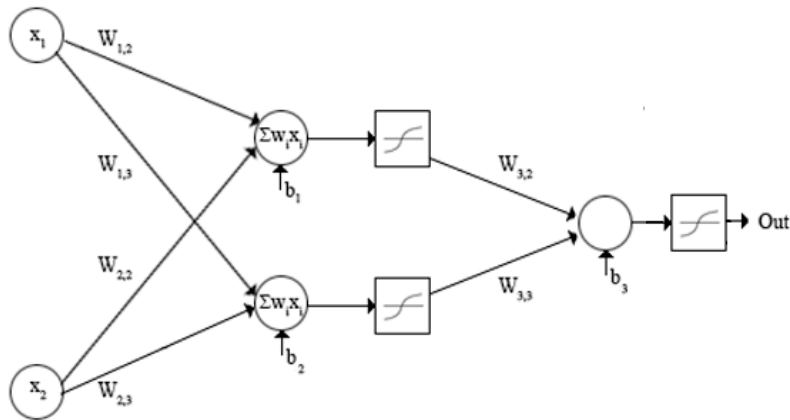 x₁
W₁,₂
Σwᵢxᵢ
b₁
W₁,₃
W₃,₂
Out
b₃
W₂,₂
Σwᵢxᵢ
W₃,₃
b₂
x₂
W₂,₃